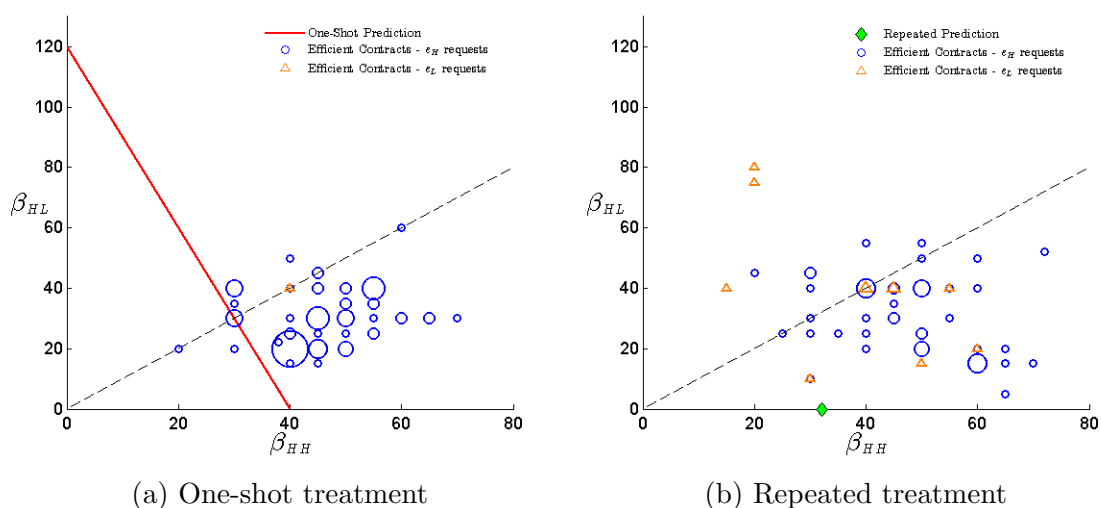 One-Shot Prediction
Efficient Contracts - e_H requests
Efficient Contracts - e_L requests
120
100
80
60
40
20
0
β_HL
0 20 40 60 80
β_HH
(a) One-shot treatment
Repeated Prediction
Efficient Contracts - e_H requests
Efficient Contracts - e_L requests
120
100
80
60
40
20
0
β_HL
0 20 40 60 80
β_HH
(b) Repeated treatment